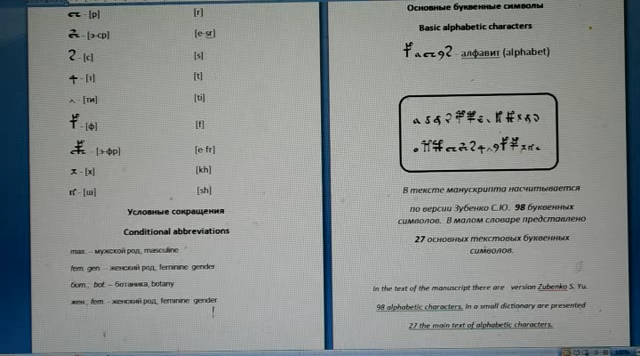 - [р] [r]
- [э-ср] [e-sr]
- [с] [s]
- [т] [t]
- [ти] [ti]
- [ф] [f]
- [э-фр] [e-fr]
- [х] [kh]
- [ш] [sh]
Условные сокращения
Conditional abbreviations
mas. – мужской род, masculine
fem. gen – женский род, feminine gender
бот.; bot. – ботаника, botany
жен.; fem. - женский род, feminine gender
Основные буквенные символы
Basic alphabetic characters
- алфавит (alphabet)
В тексте манускрипта насчитывается
по версии Зубенко С.Ю. 98 буквенных
символов. В малом словаре представлено
27 основных текстовых буквенных
символов.
In the text of the manuscript there are version Zubenko S. Yu.
98 alphabetic characters. In a small dictionary are presented
27 the main text of alphabetic characters.